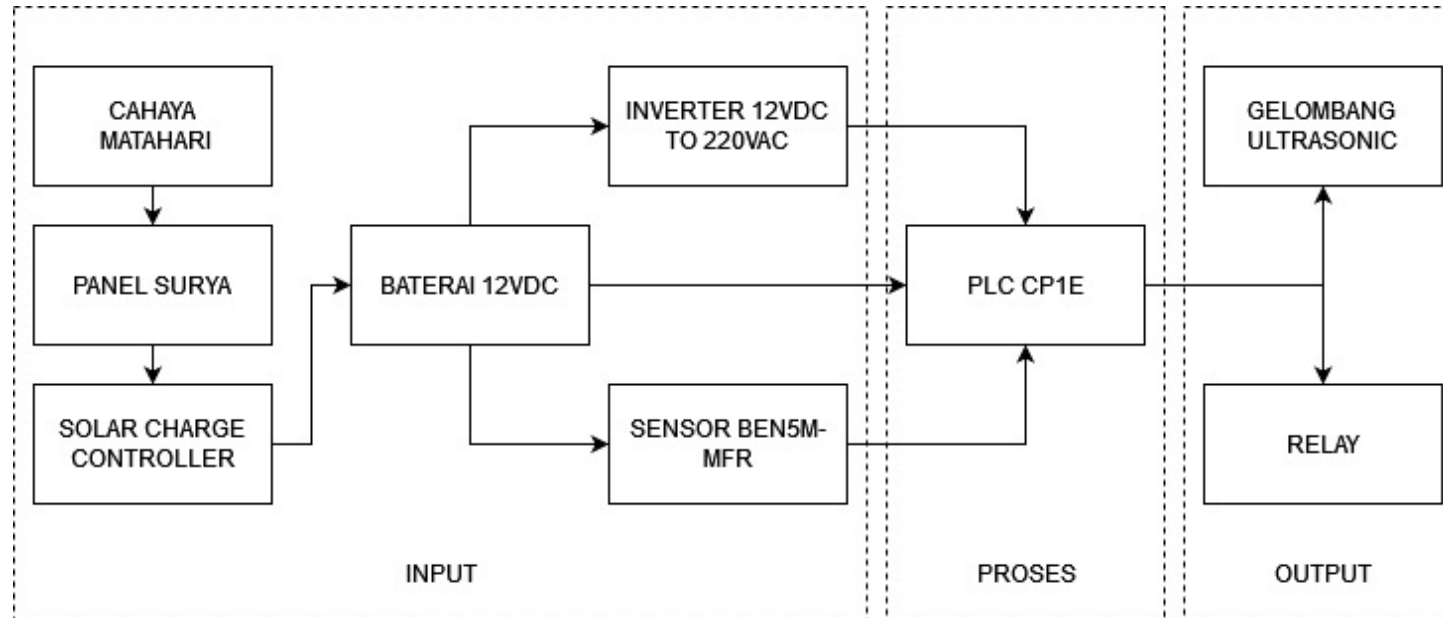 CAHAYA
MATAHARI
PANEL SURYA
SOLAR CHARGE
CONTROLLER
BATERAI 12VDC
INVERTER 12VDC
TO 220VAC
SENSOR BEN5M-
MFR
INPUT
PLC CP1E
PROSES
GELOMBANG
ULTRASONIC
RELAY
OUTPUT